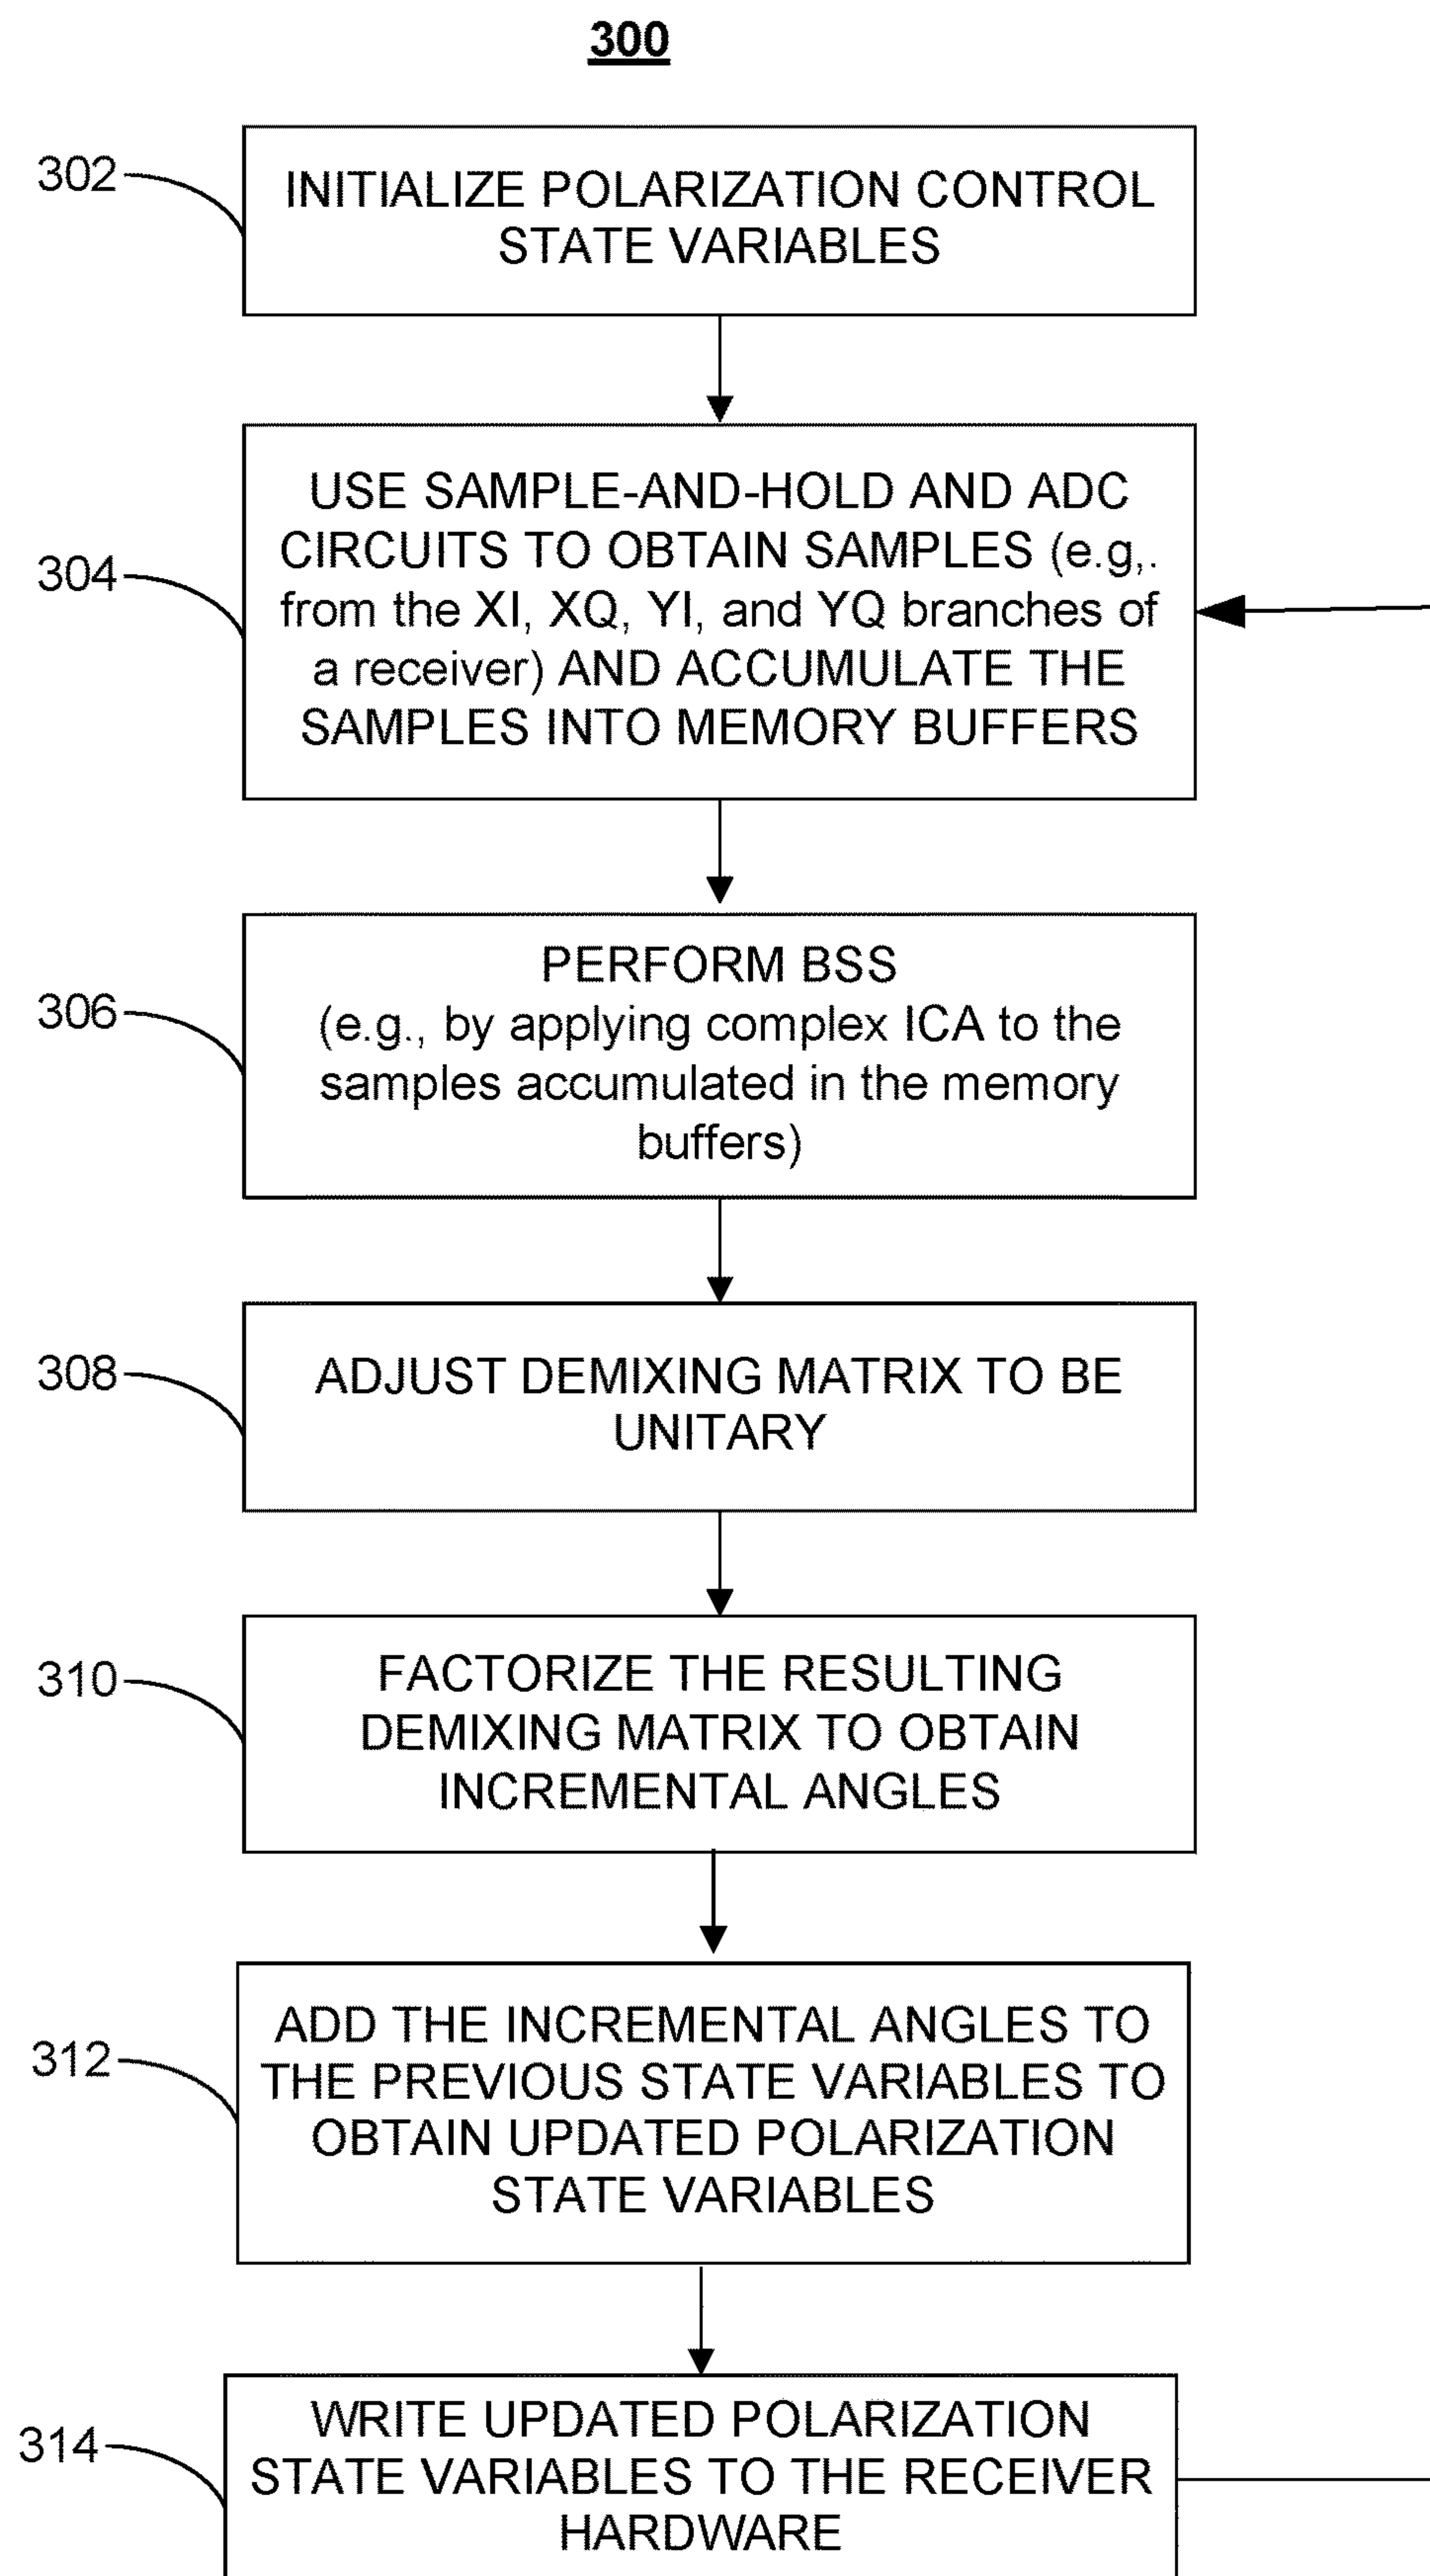 300
302
INITIALIZE POLARIZATION CONTROL
STATE VARIABLES
304
USE SAMPLE-AND-HOLD AND ADC
CIRCUITS TO OBTAIN SAMPLES (e.g,.
from the XI, XQ, YI, and YQ branches of
a receiver) AND ACCUMULATE THE
SAMPLES INTO MEMORY BUFFERS
306
PERFORM BSS
(e.g., by applying complex ICA to the
samples accumulated in the memory
buffers)
308
ADJUST DEMIXING MATRIX TO BE
UNITARY
310
FACTORIZE THE RESULTING
DEMIXING MATRIX TO OBTAIN
INCREMENTAL ANGLES
312
ADD THE INCREMENTAL ANGLES TO
THE PREVIOUS STATE VARIABLES TO
OBTAIN UPDATED POLARIZATION
STATE VARIABLES
314
WRITE UPDATED POLARIZATION
STATE VARIABLES TO THE RECEIVER
HARDWARE